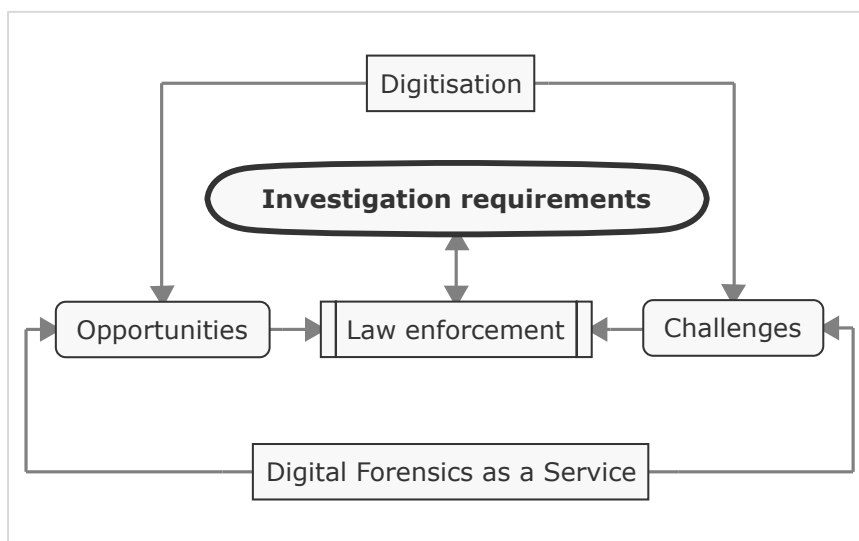 Digitisation
Investigation requirements
Opportunities
Law enforcement
Challenges
Digital Forensics as a Service